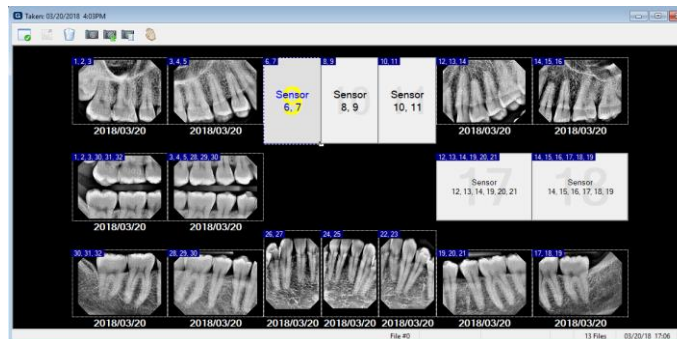 Taken: 03/20/2018 4:03PM
1, 2, 3
3, 4, 5
6, 7
8, 9
10, 11
12, 13, 14
14, 15, 16
Sensor
6, 7
Sensor
8, 9
Sensor
10, 11
2018/03/20
2018/03/20
2018/03/20
2018/03/20
1, 2, 3, 30, 31, 32
3, 4, 5, 28, 29, 30
12, 13, 14, 19, 20, 21
14, 15, 16, 17, 18, 19
17
Sensor
12, 13, 14, 19, 20, 21
18
Sensor
14, 15, 16, 17, 18, 19
2018/03/20
2018/03/20
26, 27
24, 25
22, 23
30, 31, 32
28, 29, 30
19, 20, 21
17, 18, 19
2018/03/20
2018/03/20
2018/03/20
2018/03/20
2018/03/20
2018/03/20
2018/03/20
File #0
13 Files
03/20/18 17:06